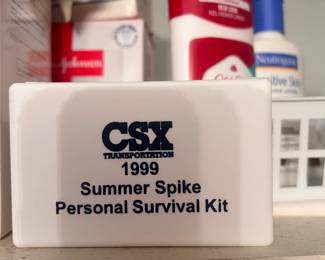 CSX
TRANSPORTATION
1999
Summer Spike
Personal Survival Kit
Johnson
Neutrogena